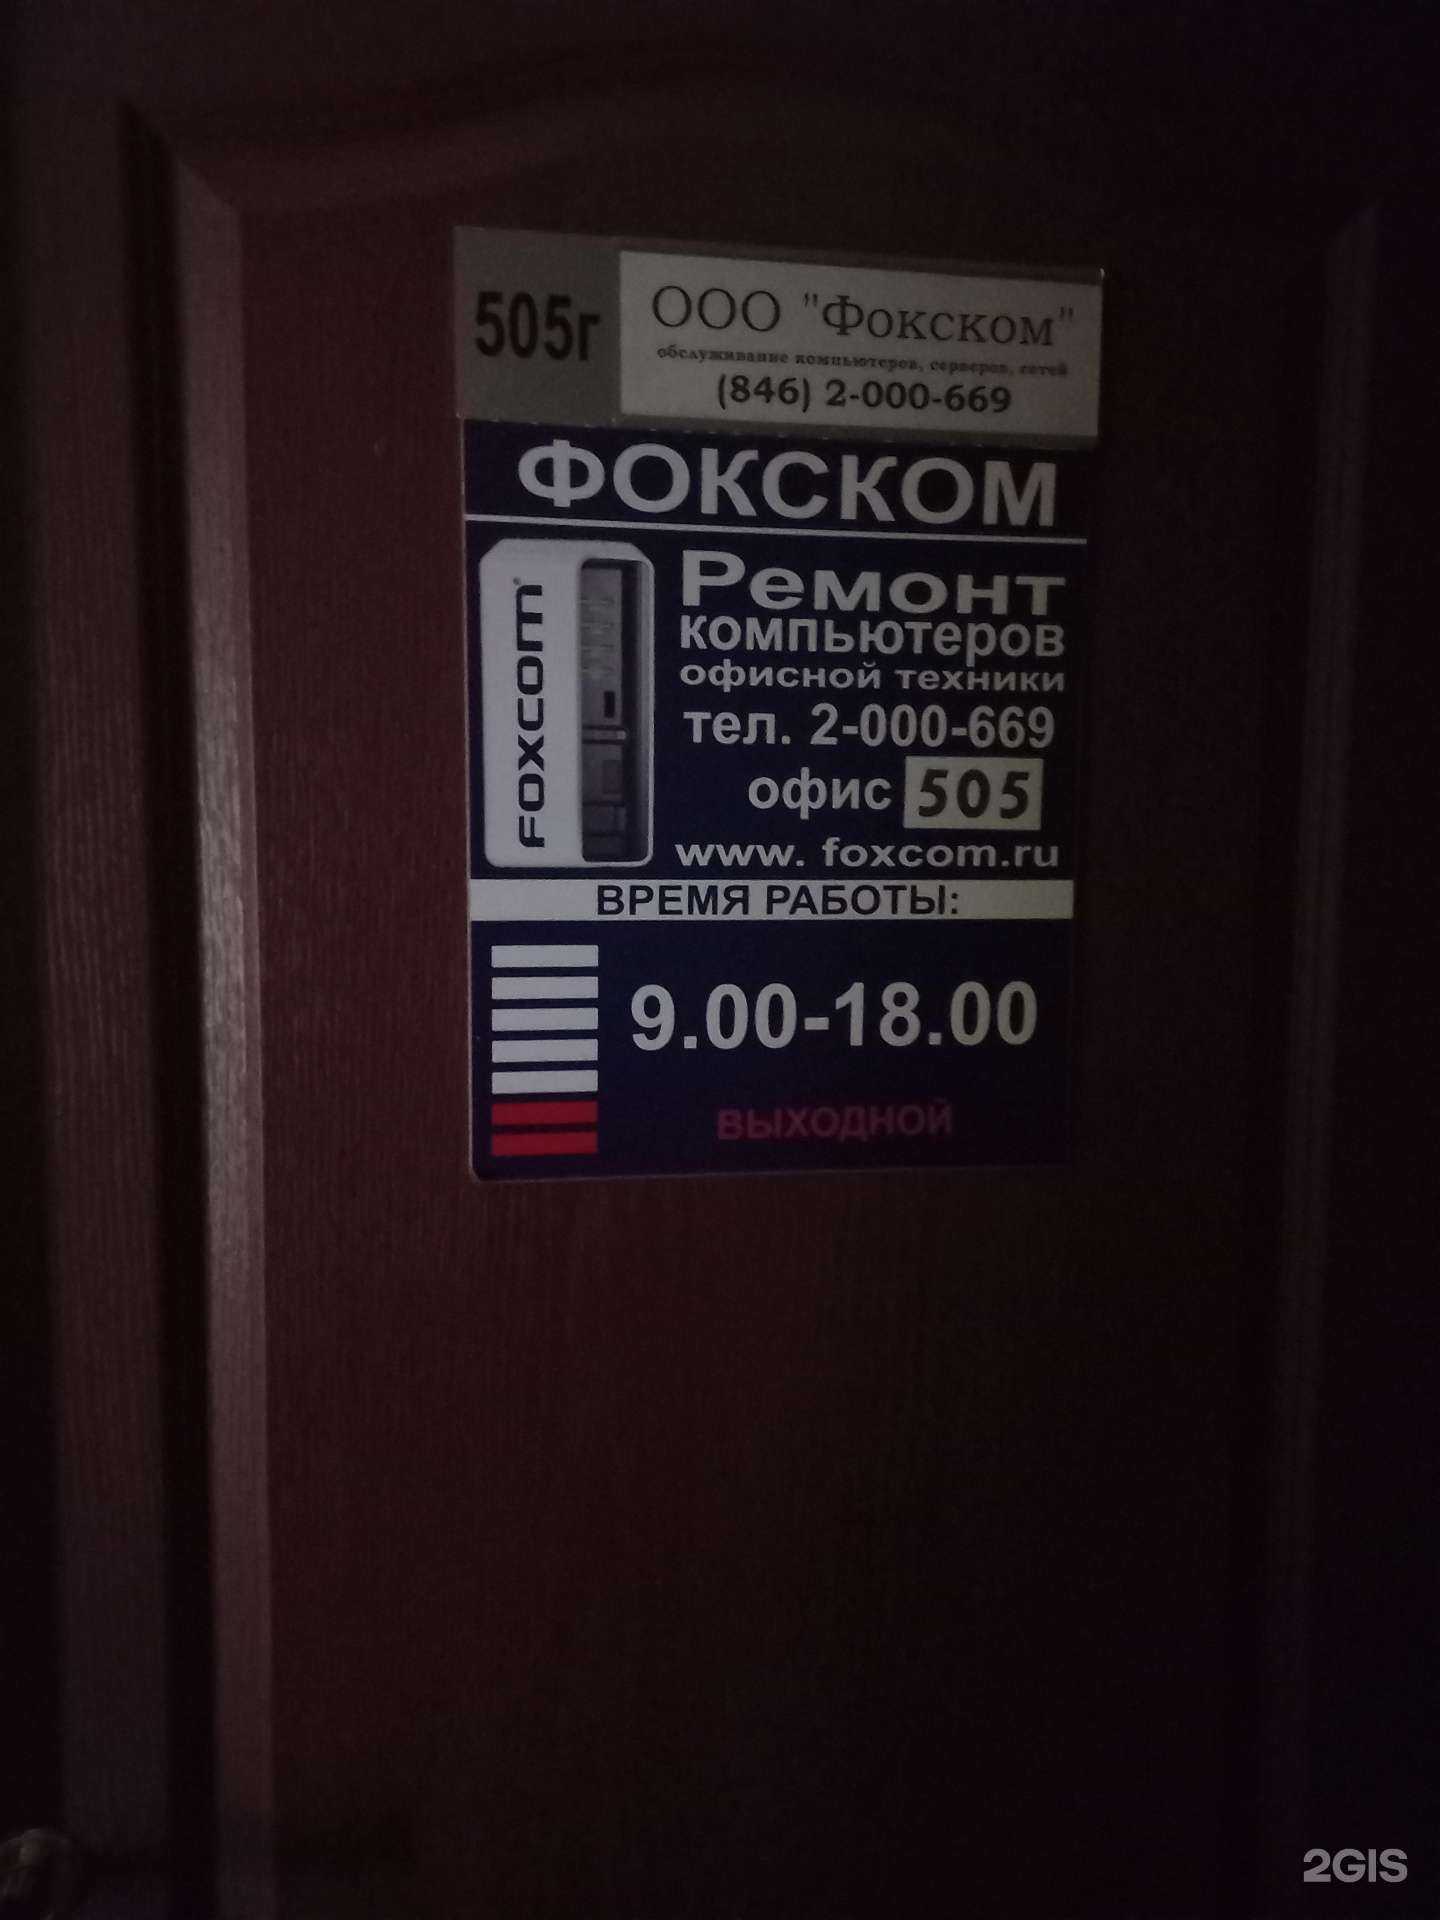 505г
ООО "Фокском"
обслуживание компьютеров, серверов, сетей
(846) 2-000-669
ФОКСКОМ
FOXCOM
Ремонт
компьютеров
офисной техники
тел. 2-000-669
офис 505
www. foxcom.ru
ВРЕМЯ РАБОТЫ:
9.00-18.00
ВЫХОДНОЙ
2GIS